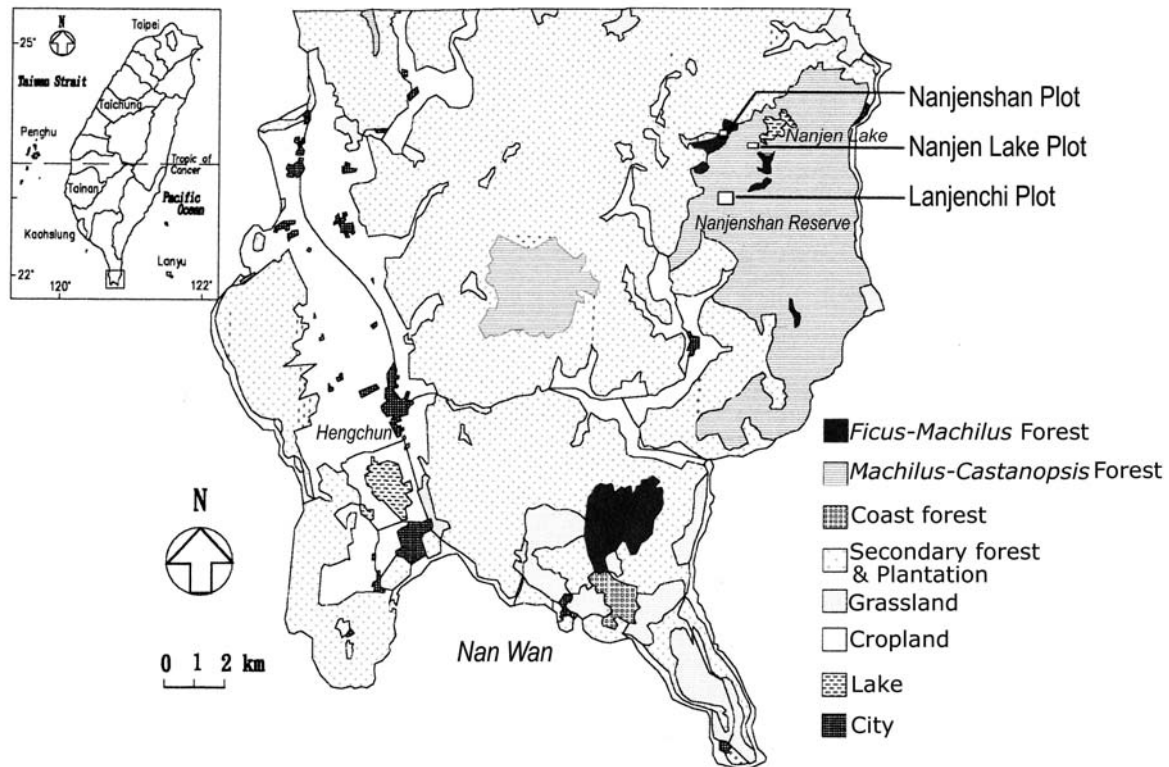 Taipei
N
25°
Taiwan Strait
Taichung
Penghu
Tropic of
Cancer
Tainan
Pacific
Ocean
Kaohsiung
Lanyu
22°
120°
122°
Nanjenshan Plot
Nanjen Lake
Nanjen Lake Plot
Lanjenchi Plot
Nanjenshan Reserve
Hengchun
Ficus-Machilus Forest
Machilus-Castanopsis Forest
Coast forest
Secondary forest
& Plantation
Grassland
Cropland
Lake
City
N
0 1 2 km
Nan Wan